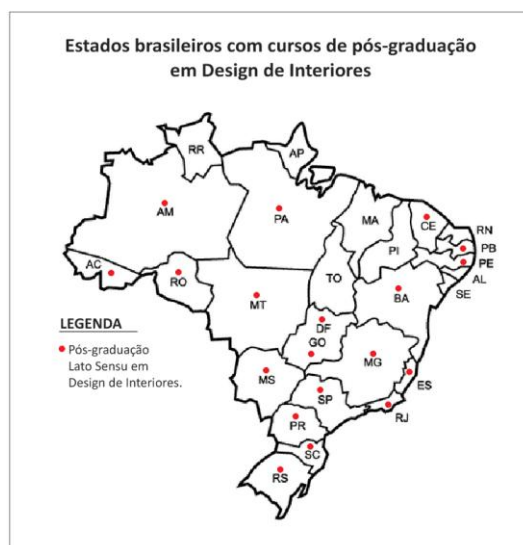 Estados brasileiros com cursos de pós-graduação
em Design de Interiores
RR
AP
AM
PA
MA
CE
RN
PB
PE
AL
SE
PI
AC
RO
TO
BA
MT
DF
GO
MG
ES
MS
SP
RJ
PR
SC
RS
LEGENDA
Pós-graduação
Lato Sensu em
Design de Interiores.